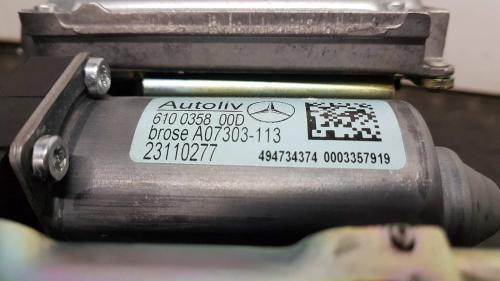 Autoliv
610 0358 00D
brose A07303-113
23110277
494734374 0003357919